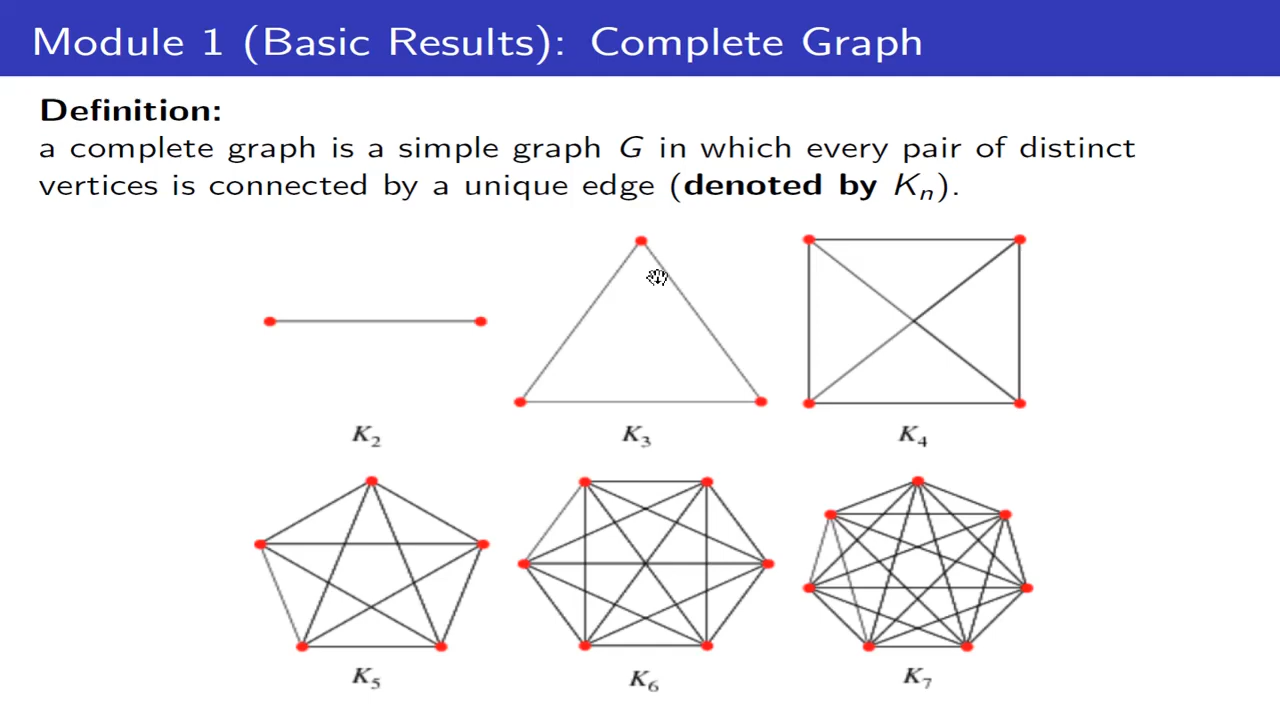 Module 1 (Basic Results): Complete Graph
Definition:
a complete graph is a simple graph G in which every pair of distinct
vertices is connected by a unique edge (denoted by Kₙ).
K₂ K₃ K₄
K₅ K₆ K₇